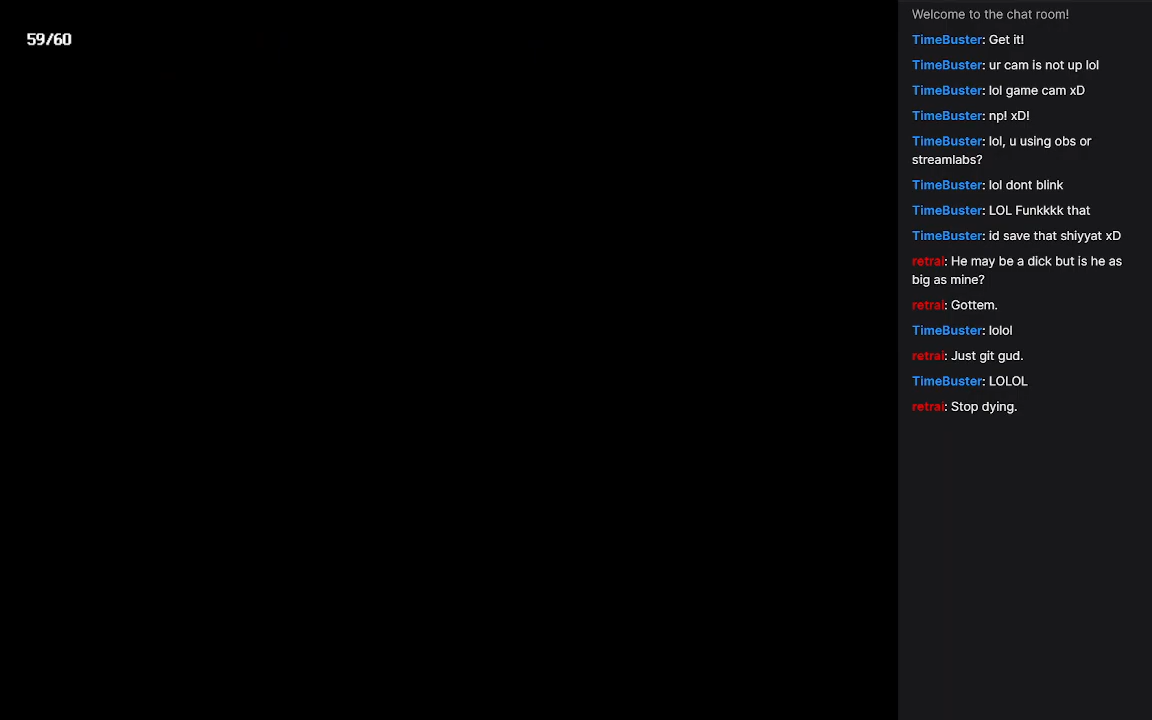 59/60
Welcome to the chat room!
TimeBuster: Get it!
TimeBuster: ur cam is not up lol
TimeBuster: lol game cam xD
TimeBuster: np! xD!
TimeBuster: lol, u using obs or
streamlabs?
TimeBuster: lol dont blink
TimeBuster: LOL Funkkkk that
TimeBuster: id save that shiyyat xD
retrai: He may be a dick but is he as
big as mine?
retrai: Gottem.
TimeBuster: lolol
retrai: Just git gud.
TimeBuster: LOLOL
retrai: Stop dying.